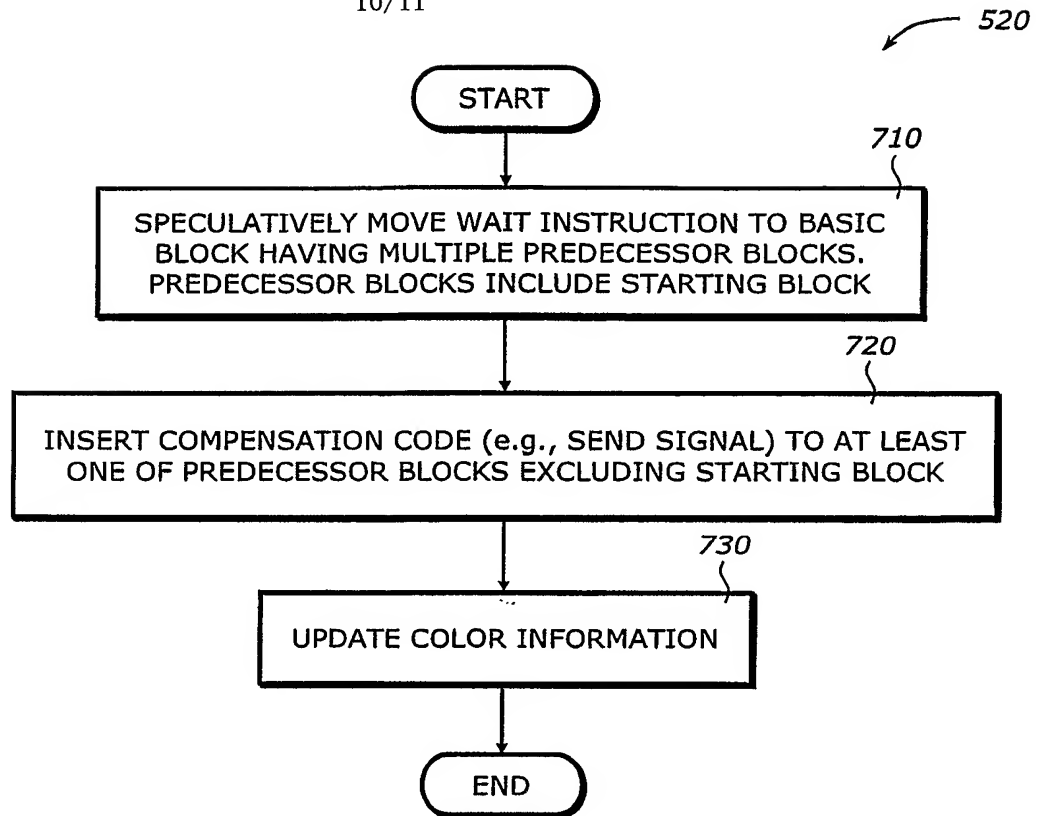 10/11
520
START
710
SPECULATIVELY MOVE WAIT INSTRUCTION TO BASIC
BLOCK HAVING MULTIPLE PREDECESSOR BLOCKS.
PREDECESSOR BLOCKS INCLUDE STARTING BLOCK
720
INSERT COMPENSATION CODE (e.g., SEND SIGNAL) TO AT LEAST
ONE OF PREDECESSOR BLOCKS EXCLUDING STARTING BLOCK
730
UPDATE COLOR INFORMATION
END